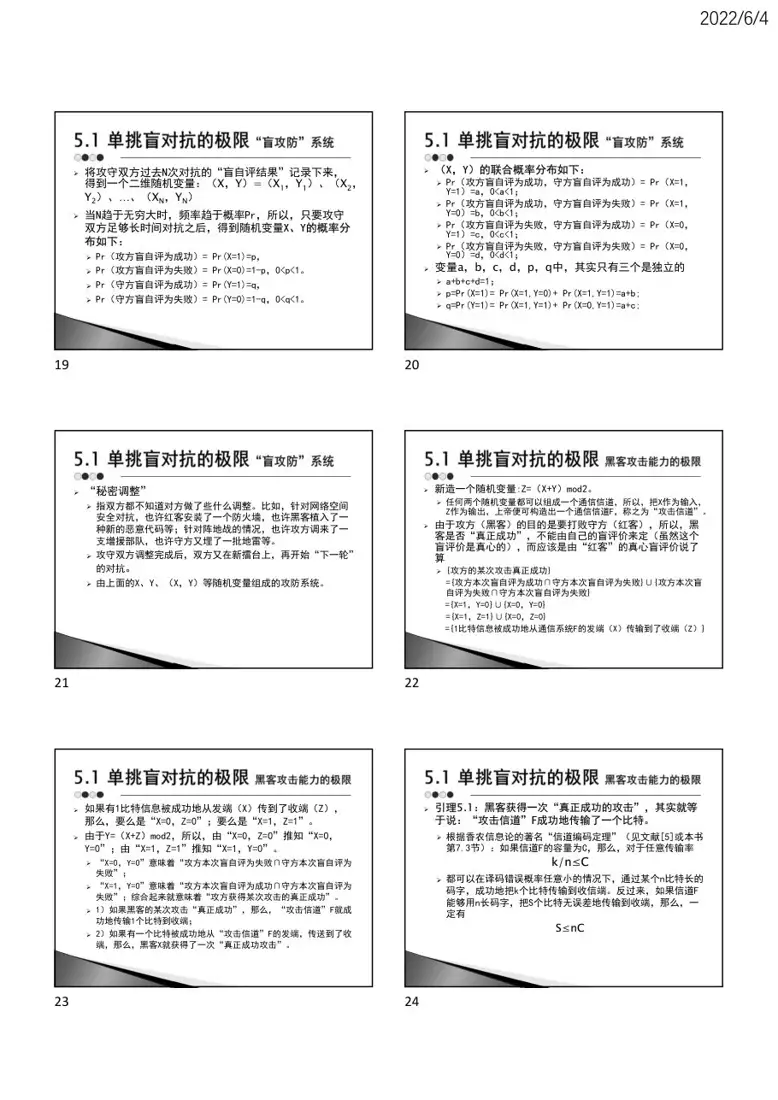 2022/6/4
5.1 单挑盲对抗的极限 “盲攻防”系统
➢ 将攻守双方过去N次对抗的“盲自评结果”记录下来，
得到一个二维随机变量：（X，Y）=（X1，Y1）、（X2，
Y2）、…、（XN，YN）
➢ 当N趋于无穷大时，频率趋于概率Pr，所以，只要攻守
双方足够长时间对抗之后，得到随机变量X、Y的概率分
布如下：
➢ Pr（攻方盲自评为成功）= Pr(X=1)=p,
➢ Pr（攻方盲自评为失败）= Pr(X=0)=1-p，0<p<1。
➢ Pr（守方盲自评为成功）= Pr(Y=1)=q,
➢ Pr（守方盲自评为失败）= Pr(Y=0)=1-q，0<q<1。
19
5.1 单挑盲对抗的极限 “盲攻防”系统
➢ （X，Y）的联合概率分布如下：
➢ Pr（攻方盲自评为成功，守方盲自评为成功）= Pr（X=1，
Y=1）=a，0<a<1；
➢ Pr（攻方盲自评为成功，守方盲自评为失败）= Pr（X=1，
Y=0）=b，0<b<1；
➢ Pr（攻方盲自评为失败，守方盲自评为成功）= Pr（X=0，
Y=1）=c，0<c<1；
➢ Pr（攻方盲自评为失败，守方盲自评为失败）= Pr（X=0，
Y=0）=d，0<d<1；
➢ 变量a，b，c，d，p，q中，其实只有三个是独立的
➢ a+b+c+d=1；
➢ p=Pr(X=1)= Pr(X=1,Y=0)+ Pr(X=1,Y=1)=a+b；
➢ q=Pr(Y=1)= Pr(X=1,Y=1)+ Pr(X=0,Y=1)=a+c；
20
5.1 单挑盲对抗的极限 “盲攻防”系统
➢ “秘密调整”
➢ 指双方都不知道对方做了些什么调整。比如，针对网络空间
安全对抗，也许红客安装了一个防火墙，也许黑客植入了一
种新的恶意代码等；针对阵地战的情况，也许攻方调来了一
支增援部队，也许守方又埋了一批地雷等。
➢ 攻守双方调整完成后，双方又在新擂台上，再开始“下一轮”
的对抗。
➢ 由上面的X、Y、（X，Y）等随机变量组成的攻防系统。
21
5.1 单挑盲对抗的极限 黑客攻击能力的极限
➢ 新造一个随机变量:Z=（X+Y）mod2。
➢ 任何两个随机变量都可以组成一个通信信道，所以，把X作为输入，
Z作为输出，上帝便可构造出一个通信信道F，称之为“攻击信道”。
➢ 由于攻方（黑客）的目的是要打败守方（红客），所以，黑
客是否“真正成功”，不能由自己的盲评价来定（虽然这个
盲评价是真心的），而应该是由“红客”的真心盲评价说了
算
➢ {攻方的某次攻击真正成功}
={攻方本次盲自评为成功∩守方本次盲自评为失败}∪{攻方本次盲
自评为失败∩守方本次盲自评为失败}
={X=1，Y=0}∪{X=0，Y=0}
={X=1，Z=1}∪{X=0，Z=0}
={1比特信息被成功地从通信系统F的发端（X）传输到了收端（Z）}
22
5.1 单挑盲对抗的极限 黑客攻击能力的极限
➢ 如果有1比特信息被成功地从发端（X）传到了收端（Z），
那么，要么是“X=0，Z=0”；要么是“X=1，Z=1”。
➢ 由于Y=（X+Z）mod2，所以，由“X=0，Z=0”推知“X=0，
Y=0”；由“X=1，Z=1”推知“X=1，Y=0”。
➢ “X=0，Y=0”意味着“攻方本次盲自评为失败∩守方本次盲自评为
失败”；
➢ “X=1，Y=0”意味着“攻方本次盲自评为成功∩守方本次盲自评为
失败”；综合起来就意味着“攻方获得某次攻击的真正成功”。
➢ 1）如果黑客的某次攻击“真正成功”，那么，“攻击信道”F就成
功地传输1个比特到收端；
➢ 2）如果有一个比特被成功地从“攻击信道”F的发端，传送到了收
端，那么，黑客X就获得了一次“真正成功攻击”．
23
5.1 单挑盲对抗的极限 黑客攻击能力的极限
➢ 引理5.1：黑客获得一次“真正成功的攻击”，其实就等
于说：“攻击信道”F成功地传输了一个比特。
➢ 根据香农信息论的著名“信道编码定理”（见文献[5]或本书
第7.3节）：如果信道F的容量为C，那么，对于任意传输率
k/n≤C
➢ 都可以在译码错误概率任意小的情况下，通过某个n比特长的
码字，成功地把k个比特传输到收信端。反过来，如果信道F
能够用n长码字，把S个比特无误差地传输到收端，那么，一
定有
S≤nC
24